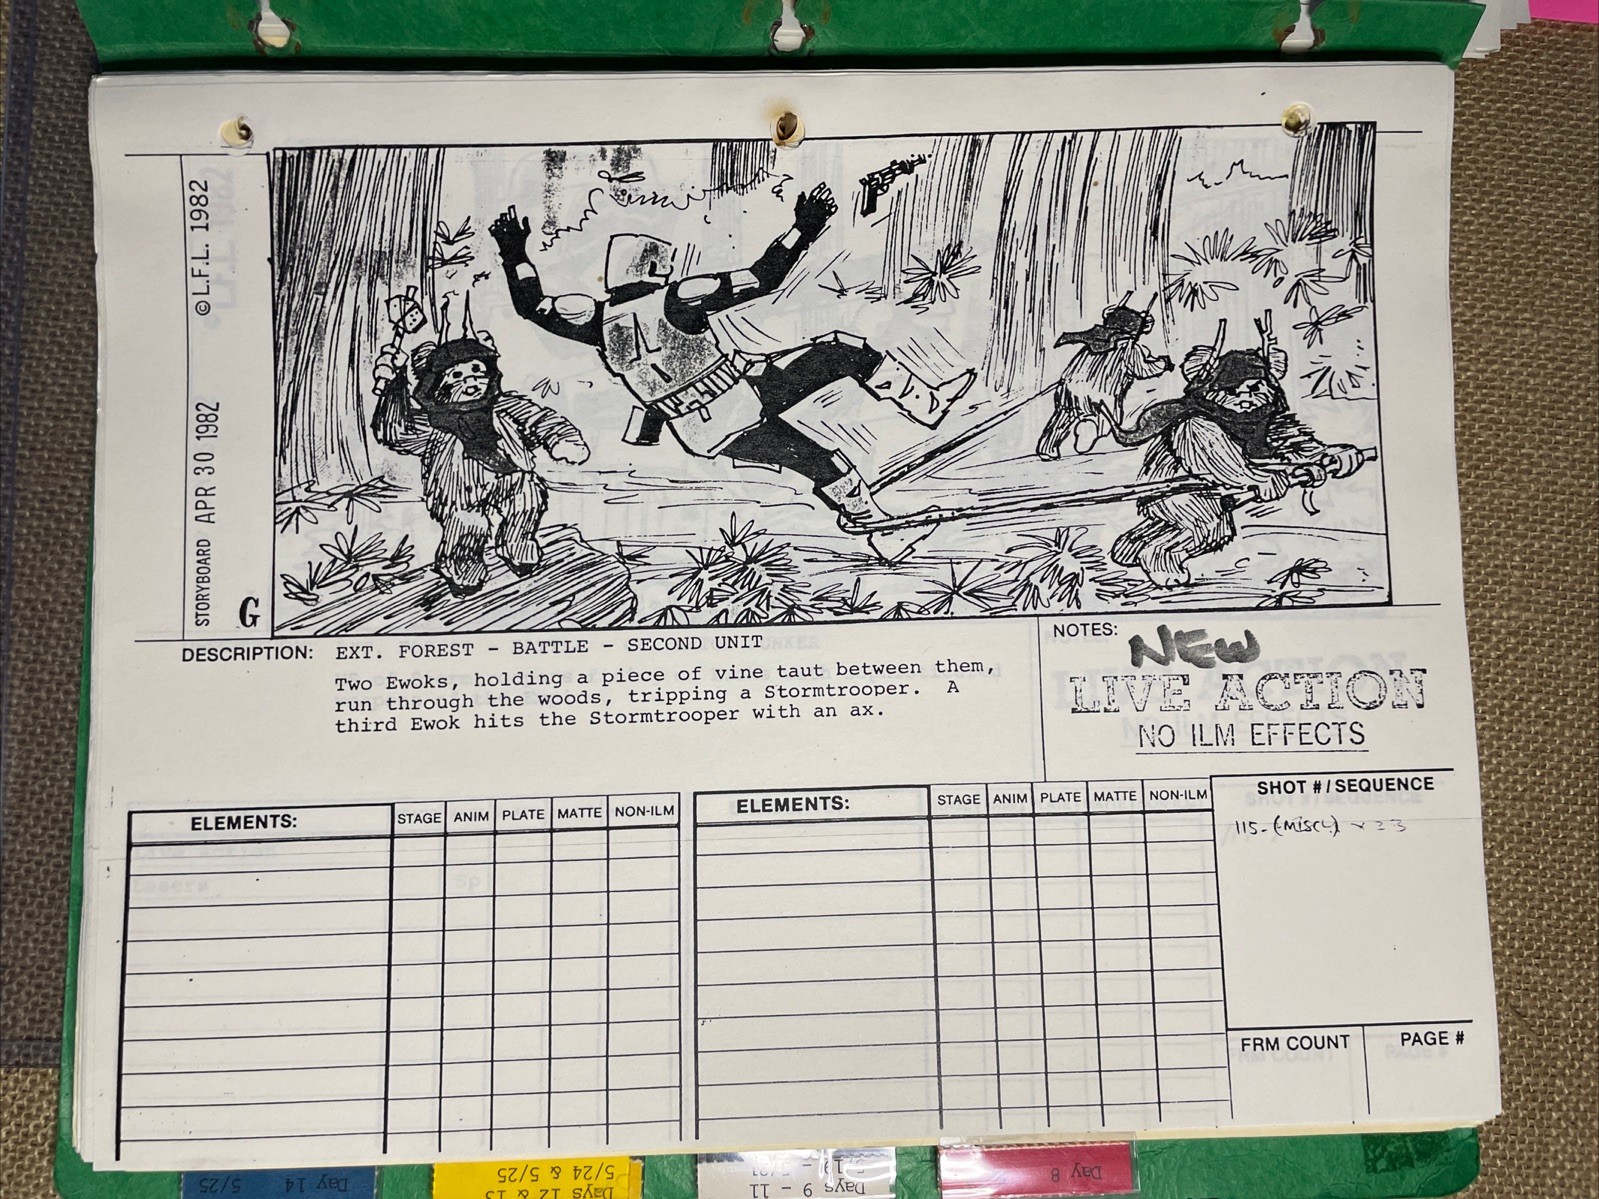 ©L.F.L. 1982
STORYBOARD APR 30 1982
G
DESCRIPTION: EXT. FOREST - BATTLE - SECOND UNIT
Two Ewoks, holding a piece of vine taut between them,
run through the woods, tripping a Stormtrooper. A
third Ewok hits the Stormtrooper with an ax.
NOTES:
NEW
LIVE ACTION
NO ILM EFFECTS
ELEMENTS: STAGE ANIM PLATE MATTE NON-ILM
ELEMENTS: STAGE ANIM PLATE MATTE NON-ILM
SHOT #/SEQUENCE
115-(MISC)
FRM COUNT
PAGE #
Day 14 5/25
Days 12 & 13
5/24 & 5/25
Days 9 - 11
Day 8